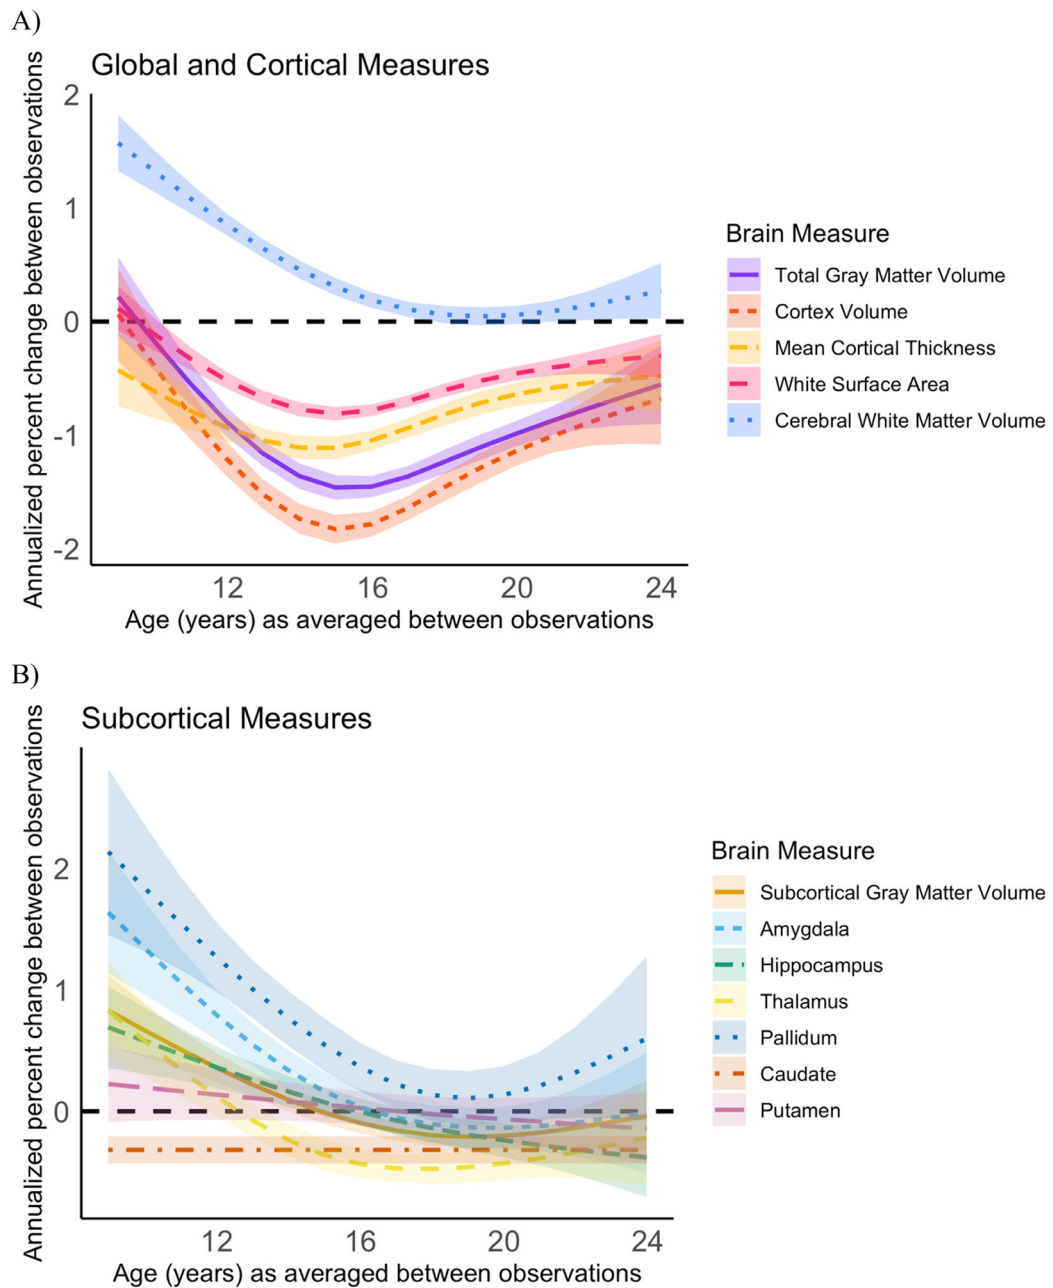 A)
Global and Cortical Measures
Annualized percent change between observations
2
1
0
-1
-2
12 16 20 24
Age (years) as averaged between observations
Brain Measure
Total Gray Matter Volume
Cortex Volume
Mean Cortical Thickness
White Surface Area
Cerebral White Matter Volume
B)
Subcortical Measures
Annualized percent change between observations
2
1
0
12 16 20 24
Age (years) as averaged between observations
Brain Measure
Subcortical Gray Matter Volume
Amygdala
Hippocampus
Thalamus
Pallidum
Caudate
Putamen